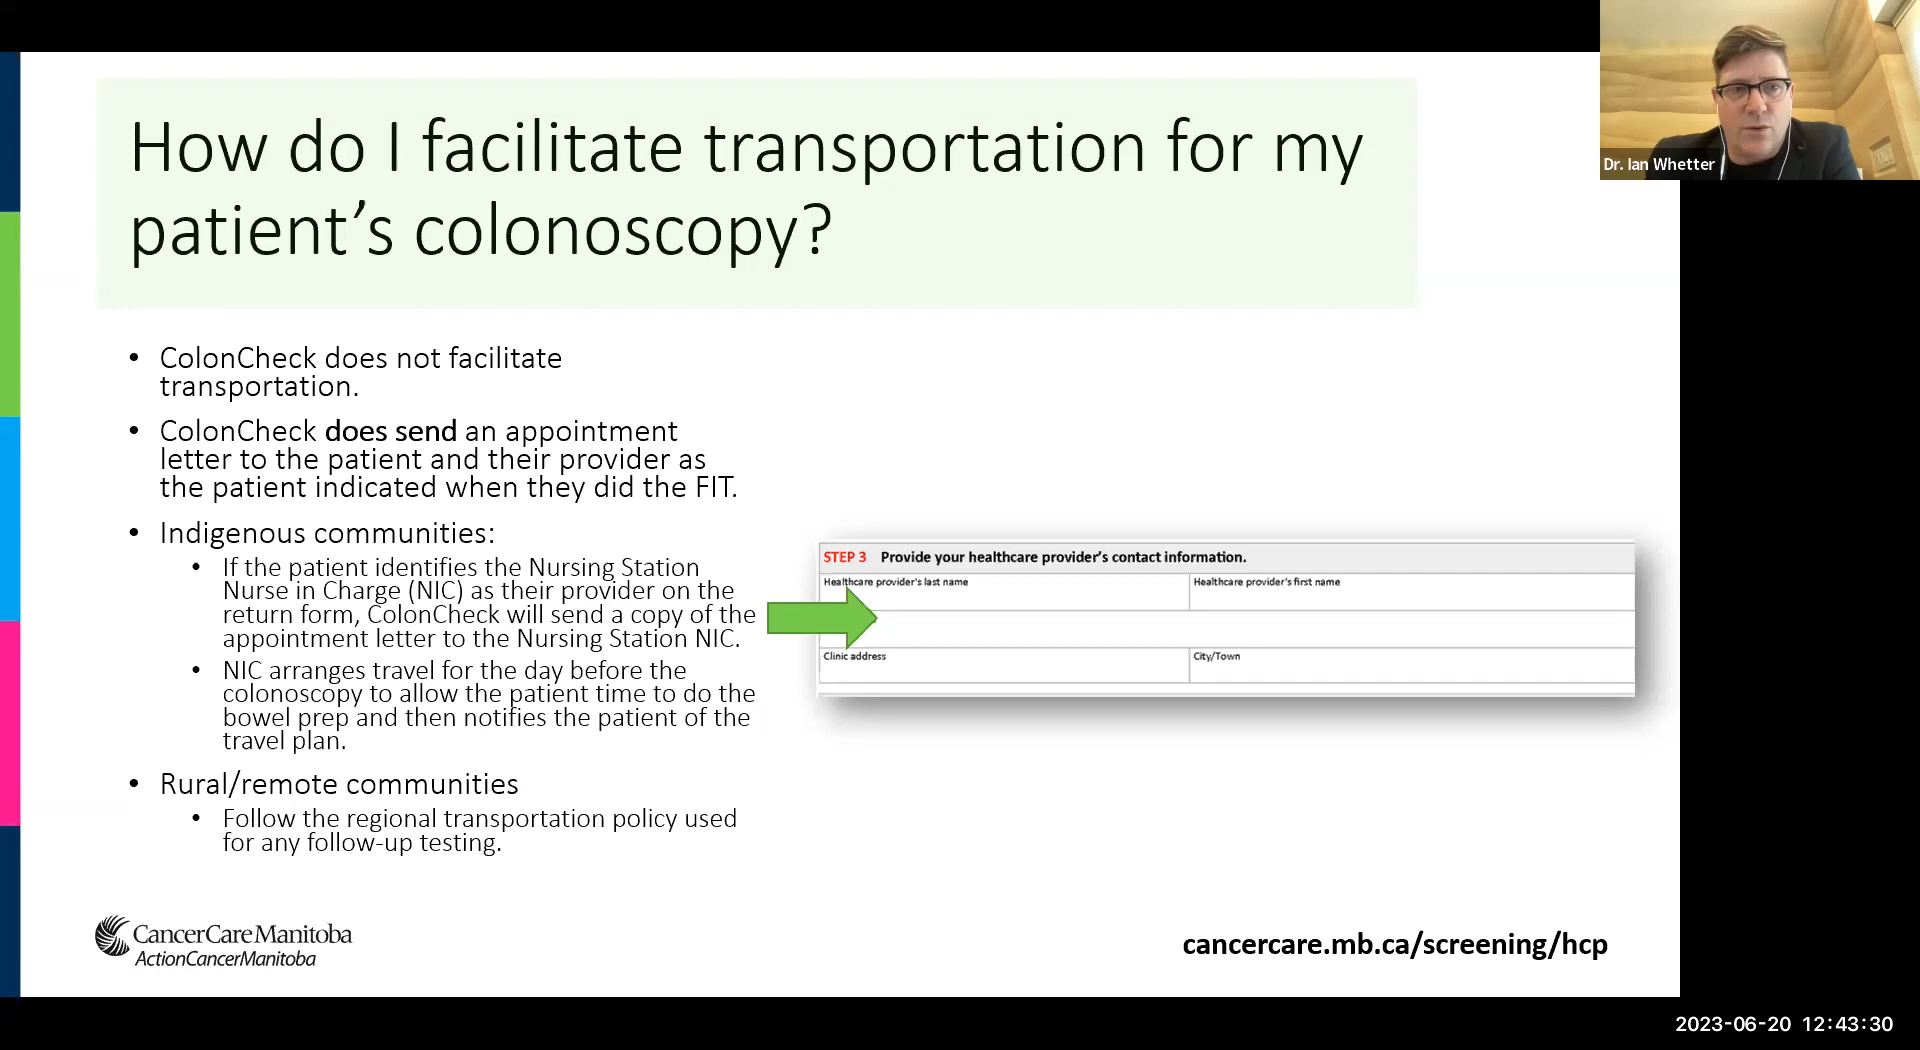 How do I facilitate transportation for my
patient’s colonoscopy?
Dr. Ian Whetter
• ColonCheck does not facilitate
transportation.
• ColonCheck does send an appointment
letter to the patient and their provider as
the patient indicated when they did the FIT.
• Indigenous communities:
• If the patient identifies the Nursing Station
Nurse in Charge (NIC) as their provider on the
return form, ColonCheck will send a copy of the
appointment letter to the Nursing Station NIC.
• NIC arranges travel for the day before the
colonoscopy to allow the patient time to do the
bowel prep and then notifies the patient of the
travel plan.
• Rural/remote communities
• Follow the regional transportation policy used
for any follow-up testing.
STEP 3 Provide your healthcare provider's contact information.
Healthcare provider's last name
Healthcare provider's first name
Clinic address
City/Town
CancerCareManitoba
ActionCancerManitoba
cancercare.mb.ca/screening/hcp
2023-06-20 12:43:30